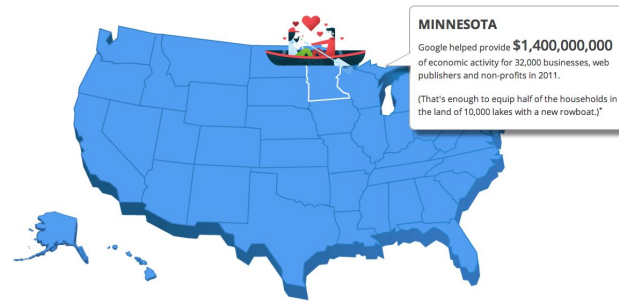 MINNESOTA
Google helped provide $1,400,000,000
of economic activity for 32,000 businesses, web
publishers and non-profits in 2011.
(That's enough to equip half of the households in
the land of 10,000 lakes with a new rowboat.)*